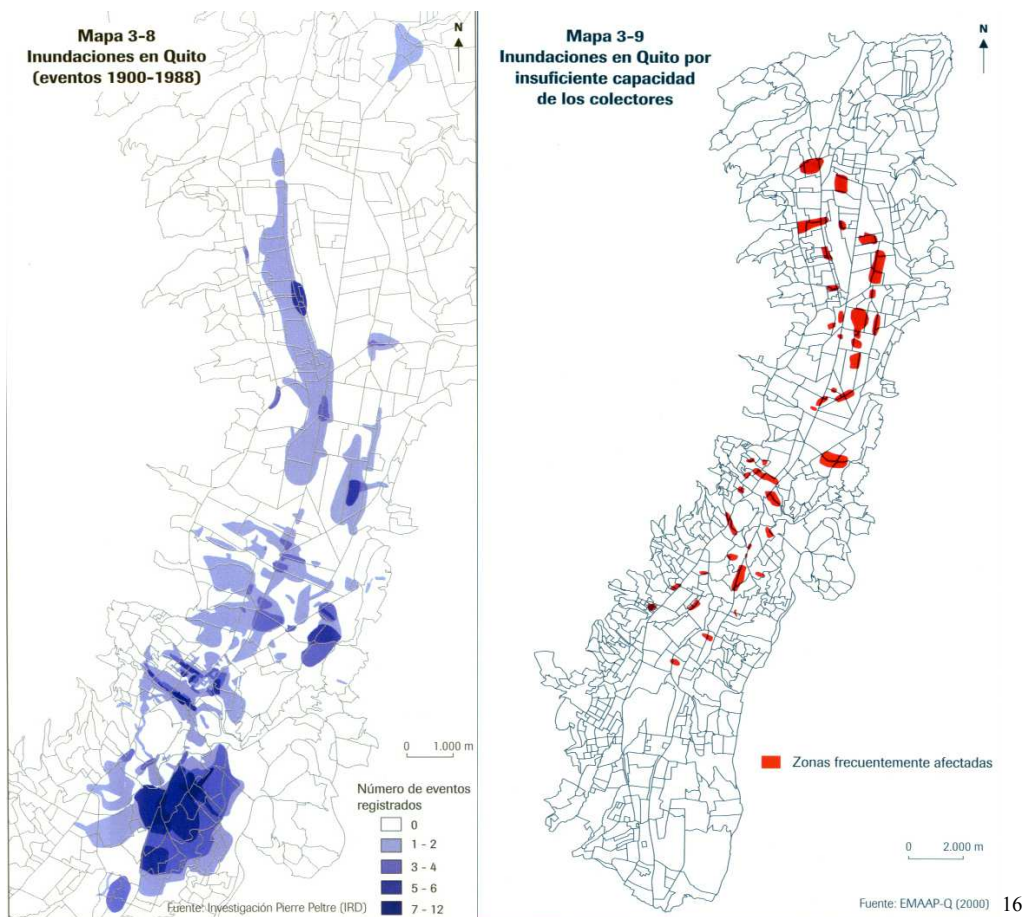 Mapa 3-8
Inundaciones en Quito
(eventos 1900-1988)
N
0 1.000 m
Número de eventos
registrados
0
1 - 2
3 - 4
5 - 6
7 - 12
Fuente: Investigación Pierre Peltre (IRD)
Mapa 3-9
Inundaciones en Quito por
insuficiente capacidad
de los colectores
N
Zonas frecuentemente afectadas
0 2.000 m
Fuente: EMAAP-Q (2000)
16